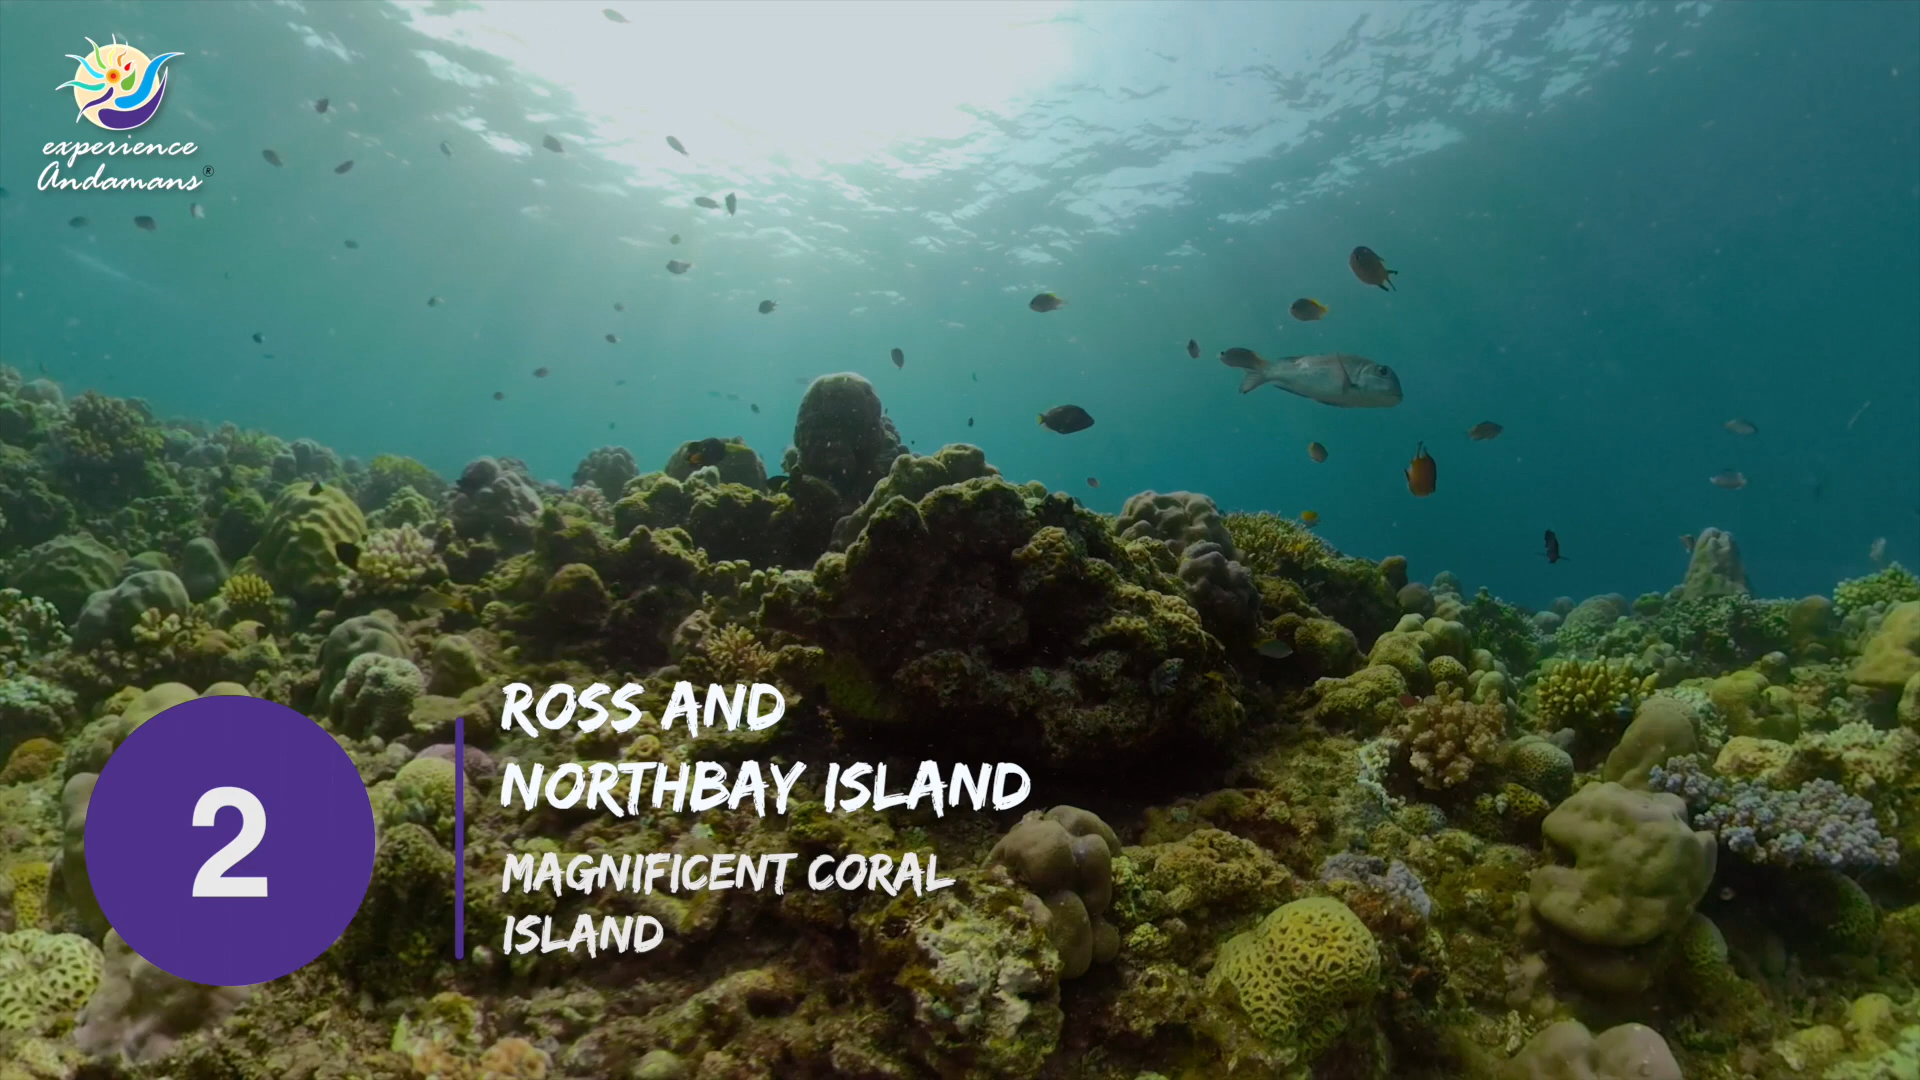 experience
Andamans®
2
ROSS AND
NORTHBAY ISLAND
MAGNIFICENT CORAL
ISLAND